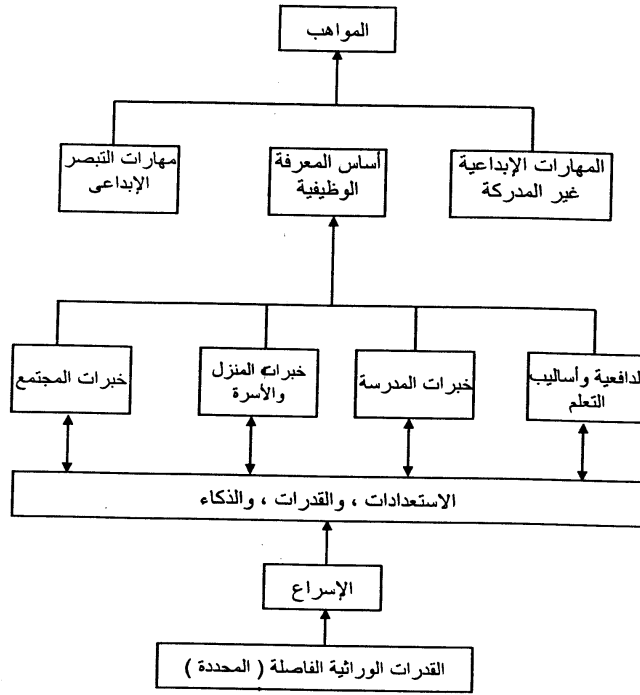 المواهب
المهارات الإبداعية
غير المدركة
أساس المعرفة
الوظيفية
مهارات التبصر
الإبداعى
لدافعية وأساليب
التعلم
خبرات المدرسة
خبرات المنزل
والأسرة
خبرات المجتمع
الاستعدادات ، والقدرات ، والذكاء
الإسراع
القدرات الوراثية الفاصلة ( المحددة )